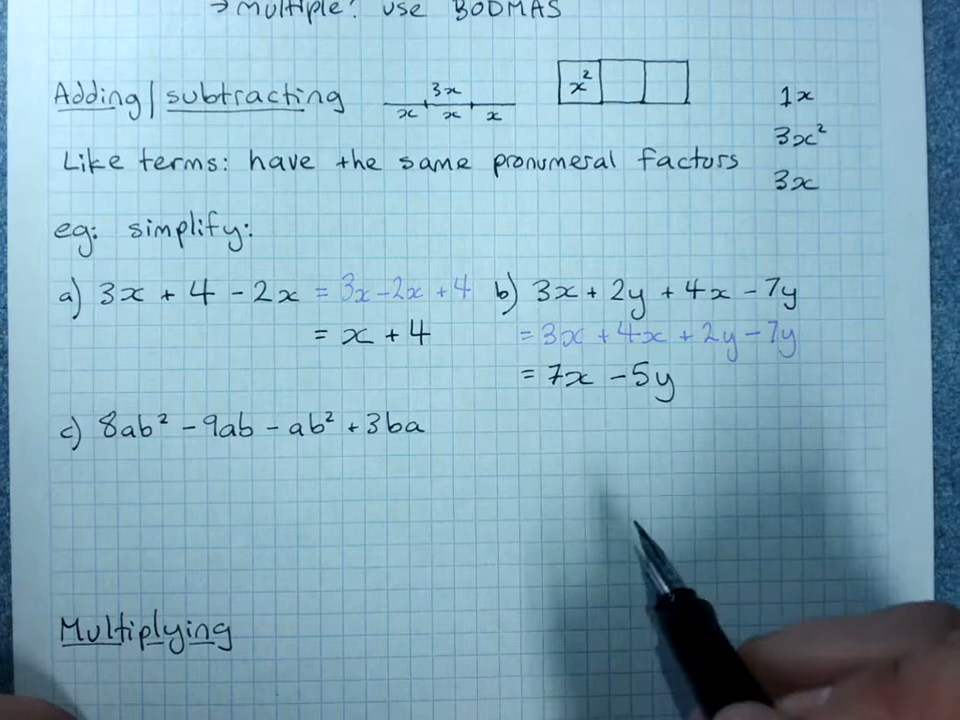 → multiple? use BODMAS
Adding/subtracting
3x
x x x
x²
1x
3x²
3x
Like terms: have the same pronumeral factors
eg: simplify:
a) 3x + 4 - 2x = 3x - 2x + 4
= x + 4
b) 3x + 2y + 4x - 7y
= 3x + 4x + 2y - 7y
= 7x - 5y
c) 8ab² - 9ab - ab² + 3ba
Multiplying